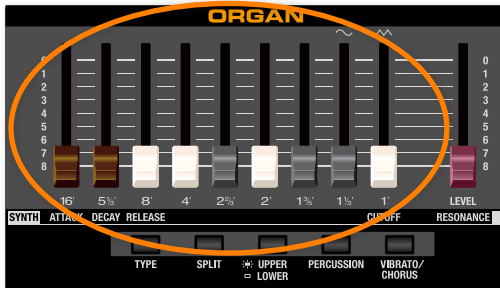 ORGAN
0 0
1 1
2 2
3 3
4 4
5 5
6 6
7 7
8 8
16' 5⅓' 8' 4' 2⅔' 2' 1⅗' 1⅓' 1' LEVEL
SYNTH ATTACK DECAY RELEASE CUTOFF RESONANCE
TYPE SPLIT UPPER PERCUSSION VIBRATO/
LOWER CHORUS